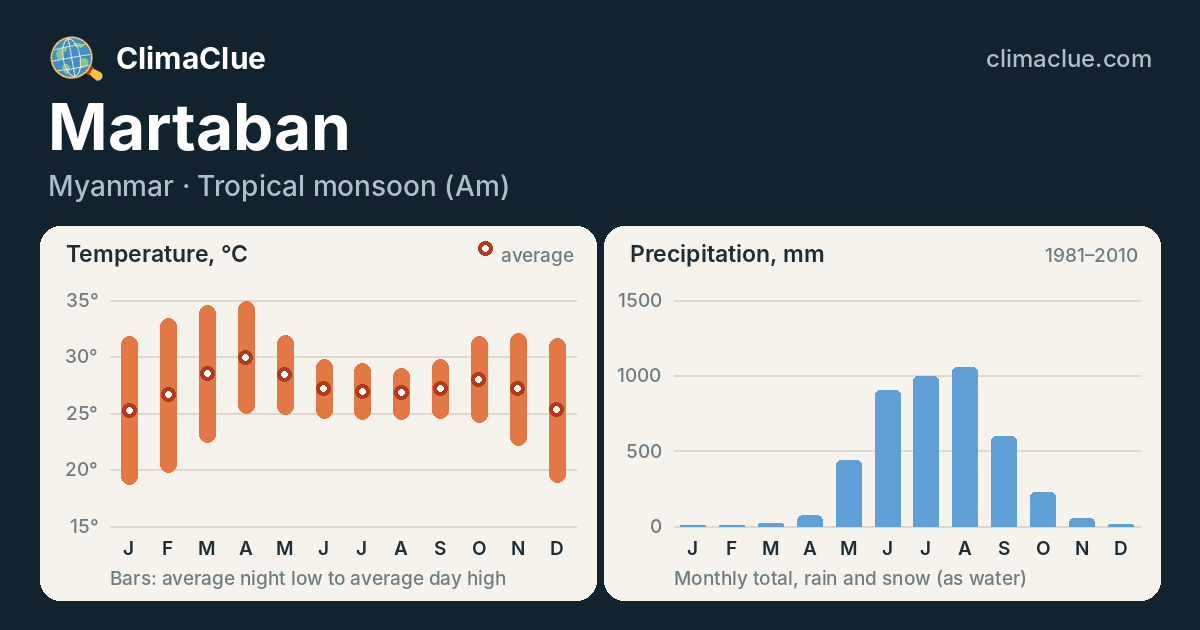 ClimaClue
climaclue.com
Martaban
Myanmar · Tropical monsoon (Am)
Temperature, °C
average
35°
30°
25°
20°
15°
J F M A M J J A S O N D
Bars: average night low to average day high
Precipitation, mm
1981–2010
1500
1000
500
0
J F M A M J J A S O N D
Monthly total, rain and snow (as water)